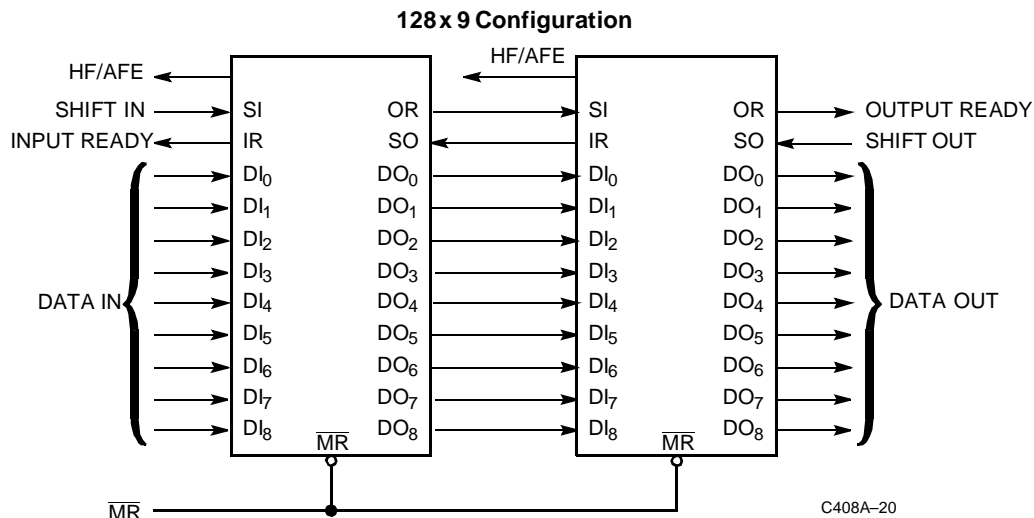 128 x 9 Configuration
HF/AFE HF/AFE
SHIFT IN SI OR SI OR OUTPUT READY
INPUT READY IR SO IR SO SHIFT OUT
DI0 DO0 DI0 DO0
DI1 DO1 DI1 DO1
DI2 DO2 DI2 DO2
DI3 DO3 DI3 DO3
DATA IN DI4 DO4 DI4 DO4 DATA OUT
DI5 DO5 DI5 DO5
DI6 DO6 DI6 DO6
DI7 DO7 DI7 DO7
DI8 MR DO8 DI8 MR DO8
MR C408A–20